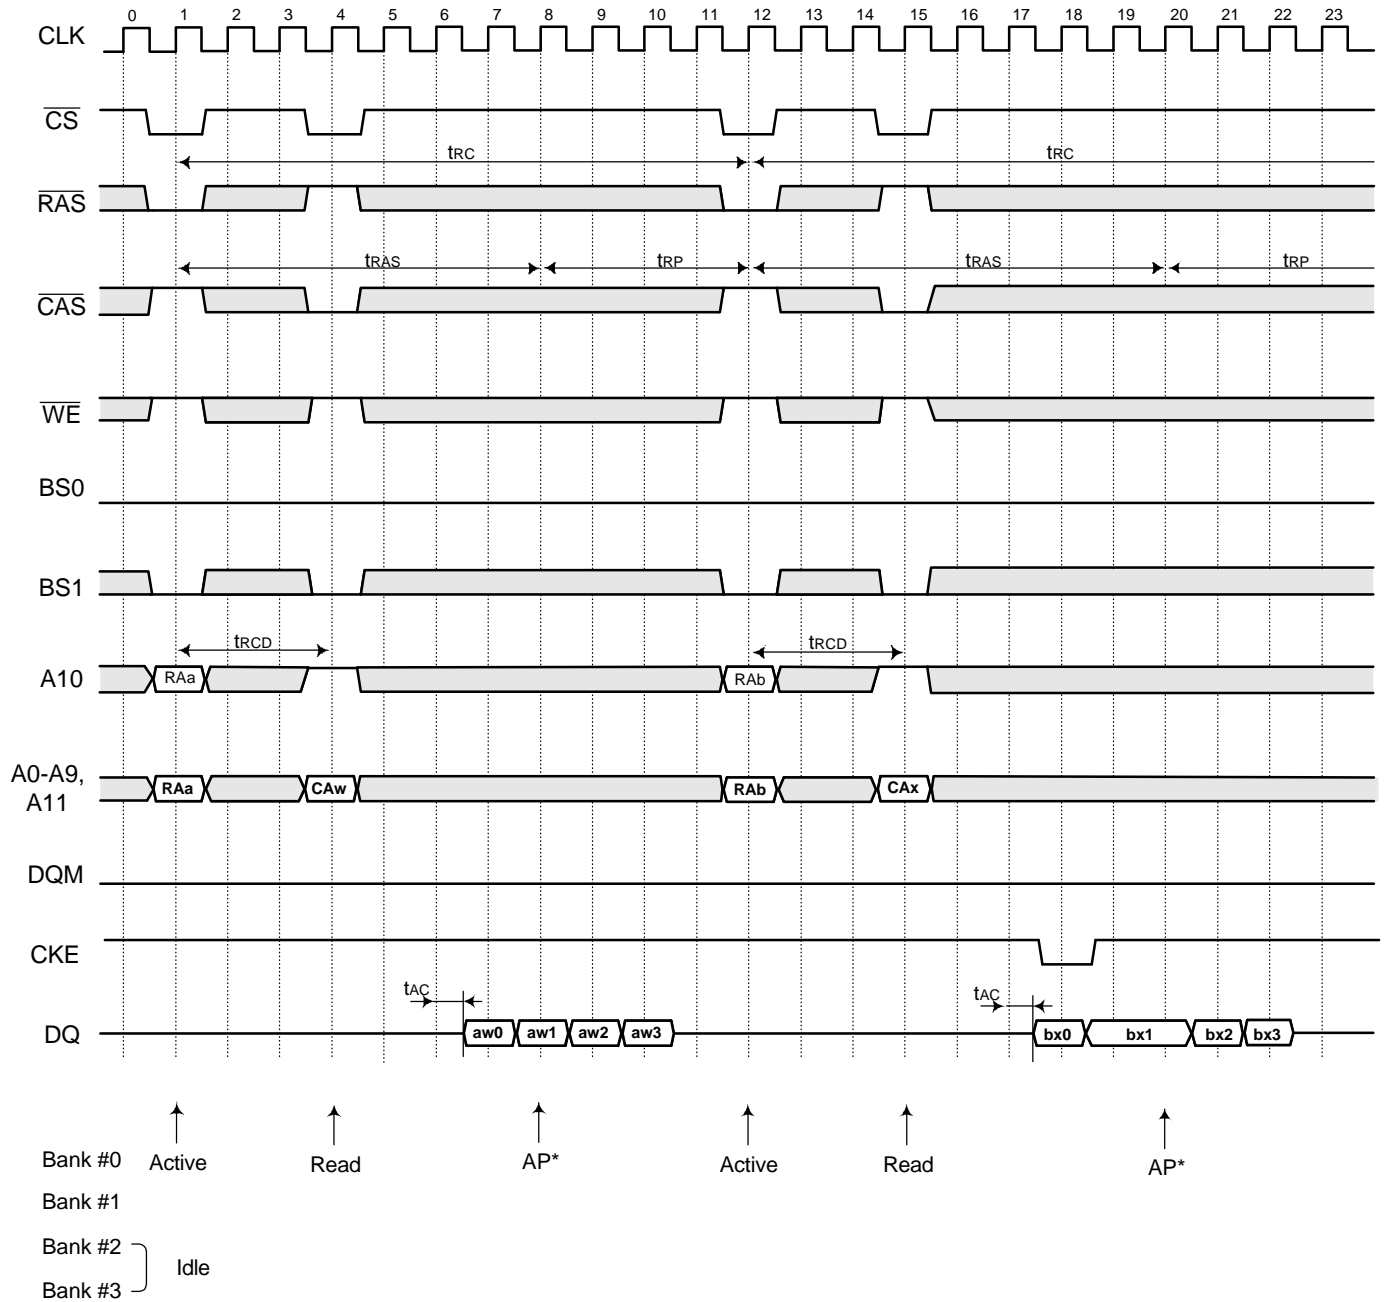 0 1 2 3 4 5 6 7 8 9 10 11 12 13 14 15 16 17 18 19 20 21 22 23
CLK
CS
tRC tRC
RAS
tRAS tRP tRAS tRP
CAS
WE
BS0
BS1
tRCD tRCD
A10 RAa RAb
A0-A9,
A11 RAa CAw RAb CAx
DQM
CKE
tAC tAC
DQ aw0 aw1 aw2 aw3 bx0 bx1 bx2 bx3
Bank #0 Active Read AP* Active Read AP*
Bank #1
Bank #2
Idle
Bank #3